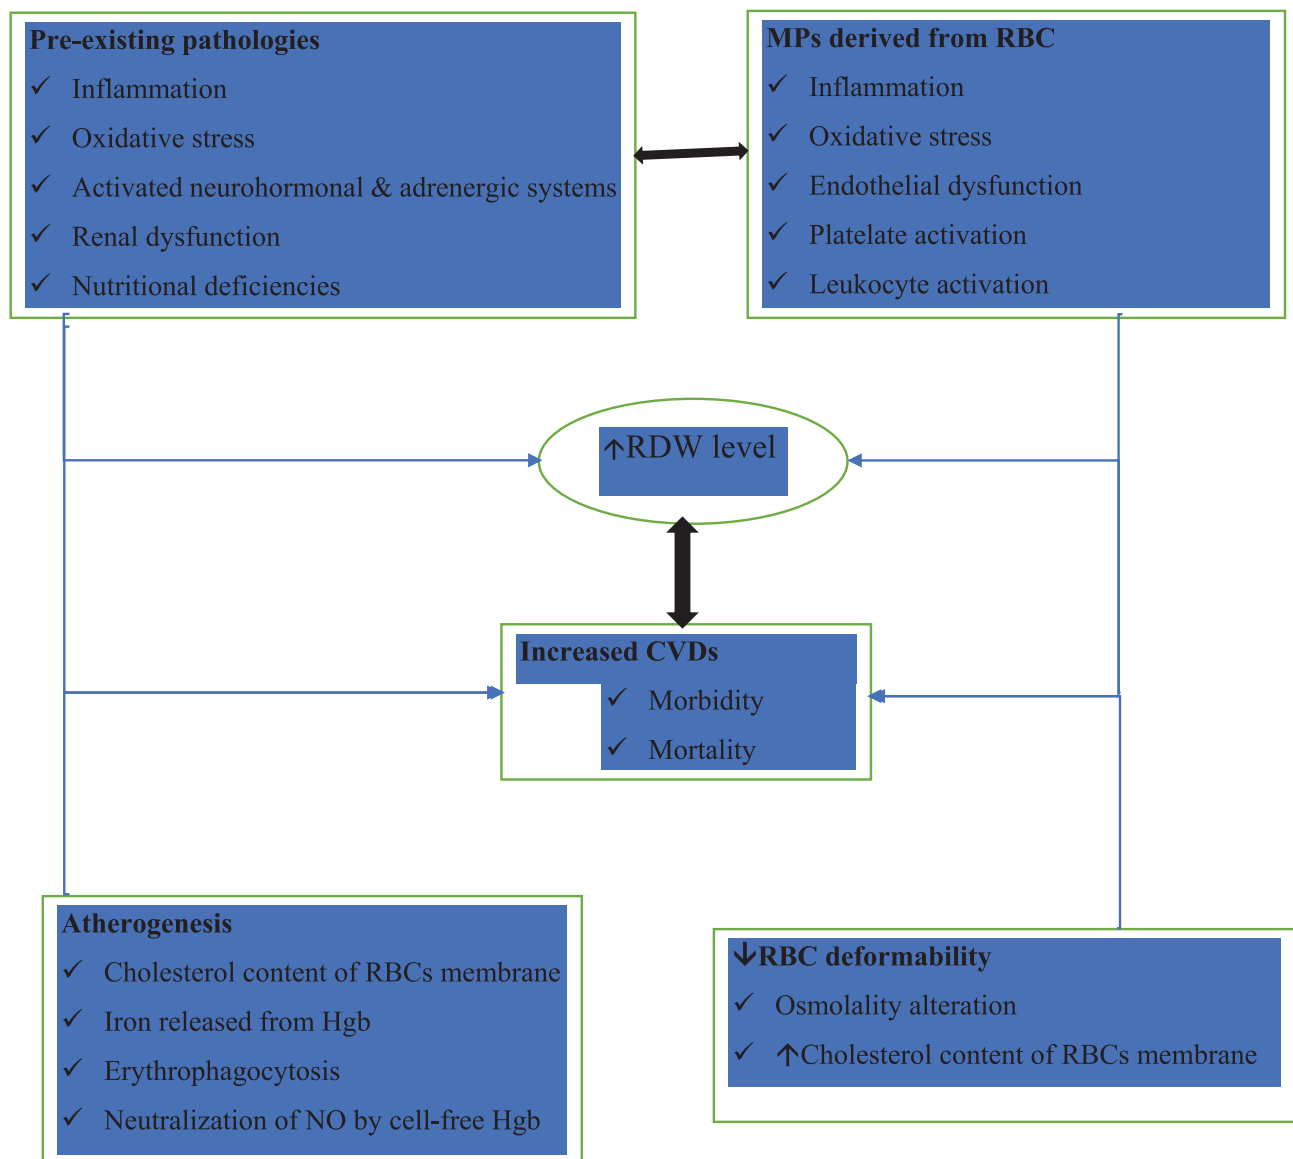 Pre-existing pathologies
✓ Inflammation
✓ Oxidative stress
✓ Activated neurohormonal & adrenergic systems
✓ Renal dysfunction
✓ Nutritional deficiencies
MPs derived from RBC
✓ Inflammation
✓ Oxidative stress
✓ Endothelial dysfunction
✓ Platelate activation
✓ Leukocyte activation
↑RDW level
Increased CVDs
✓ Morbidity
✓ Mortality
Atherogenesis
✓ Cholesterol content of RBCs membrane
✓ Iron released from Hgb
✓ Erythrophagocytosis
✓ Neutralization of NO by cell-free Hgb
↓RBC deformability
✓ Osmolality alteration
✓ ↑Cholesterol content of RBCs membrane